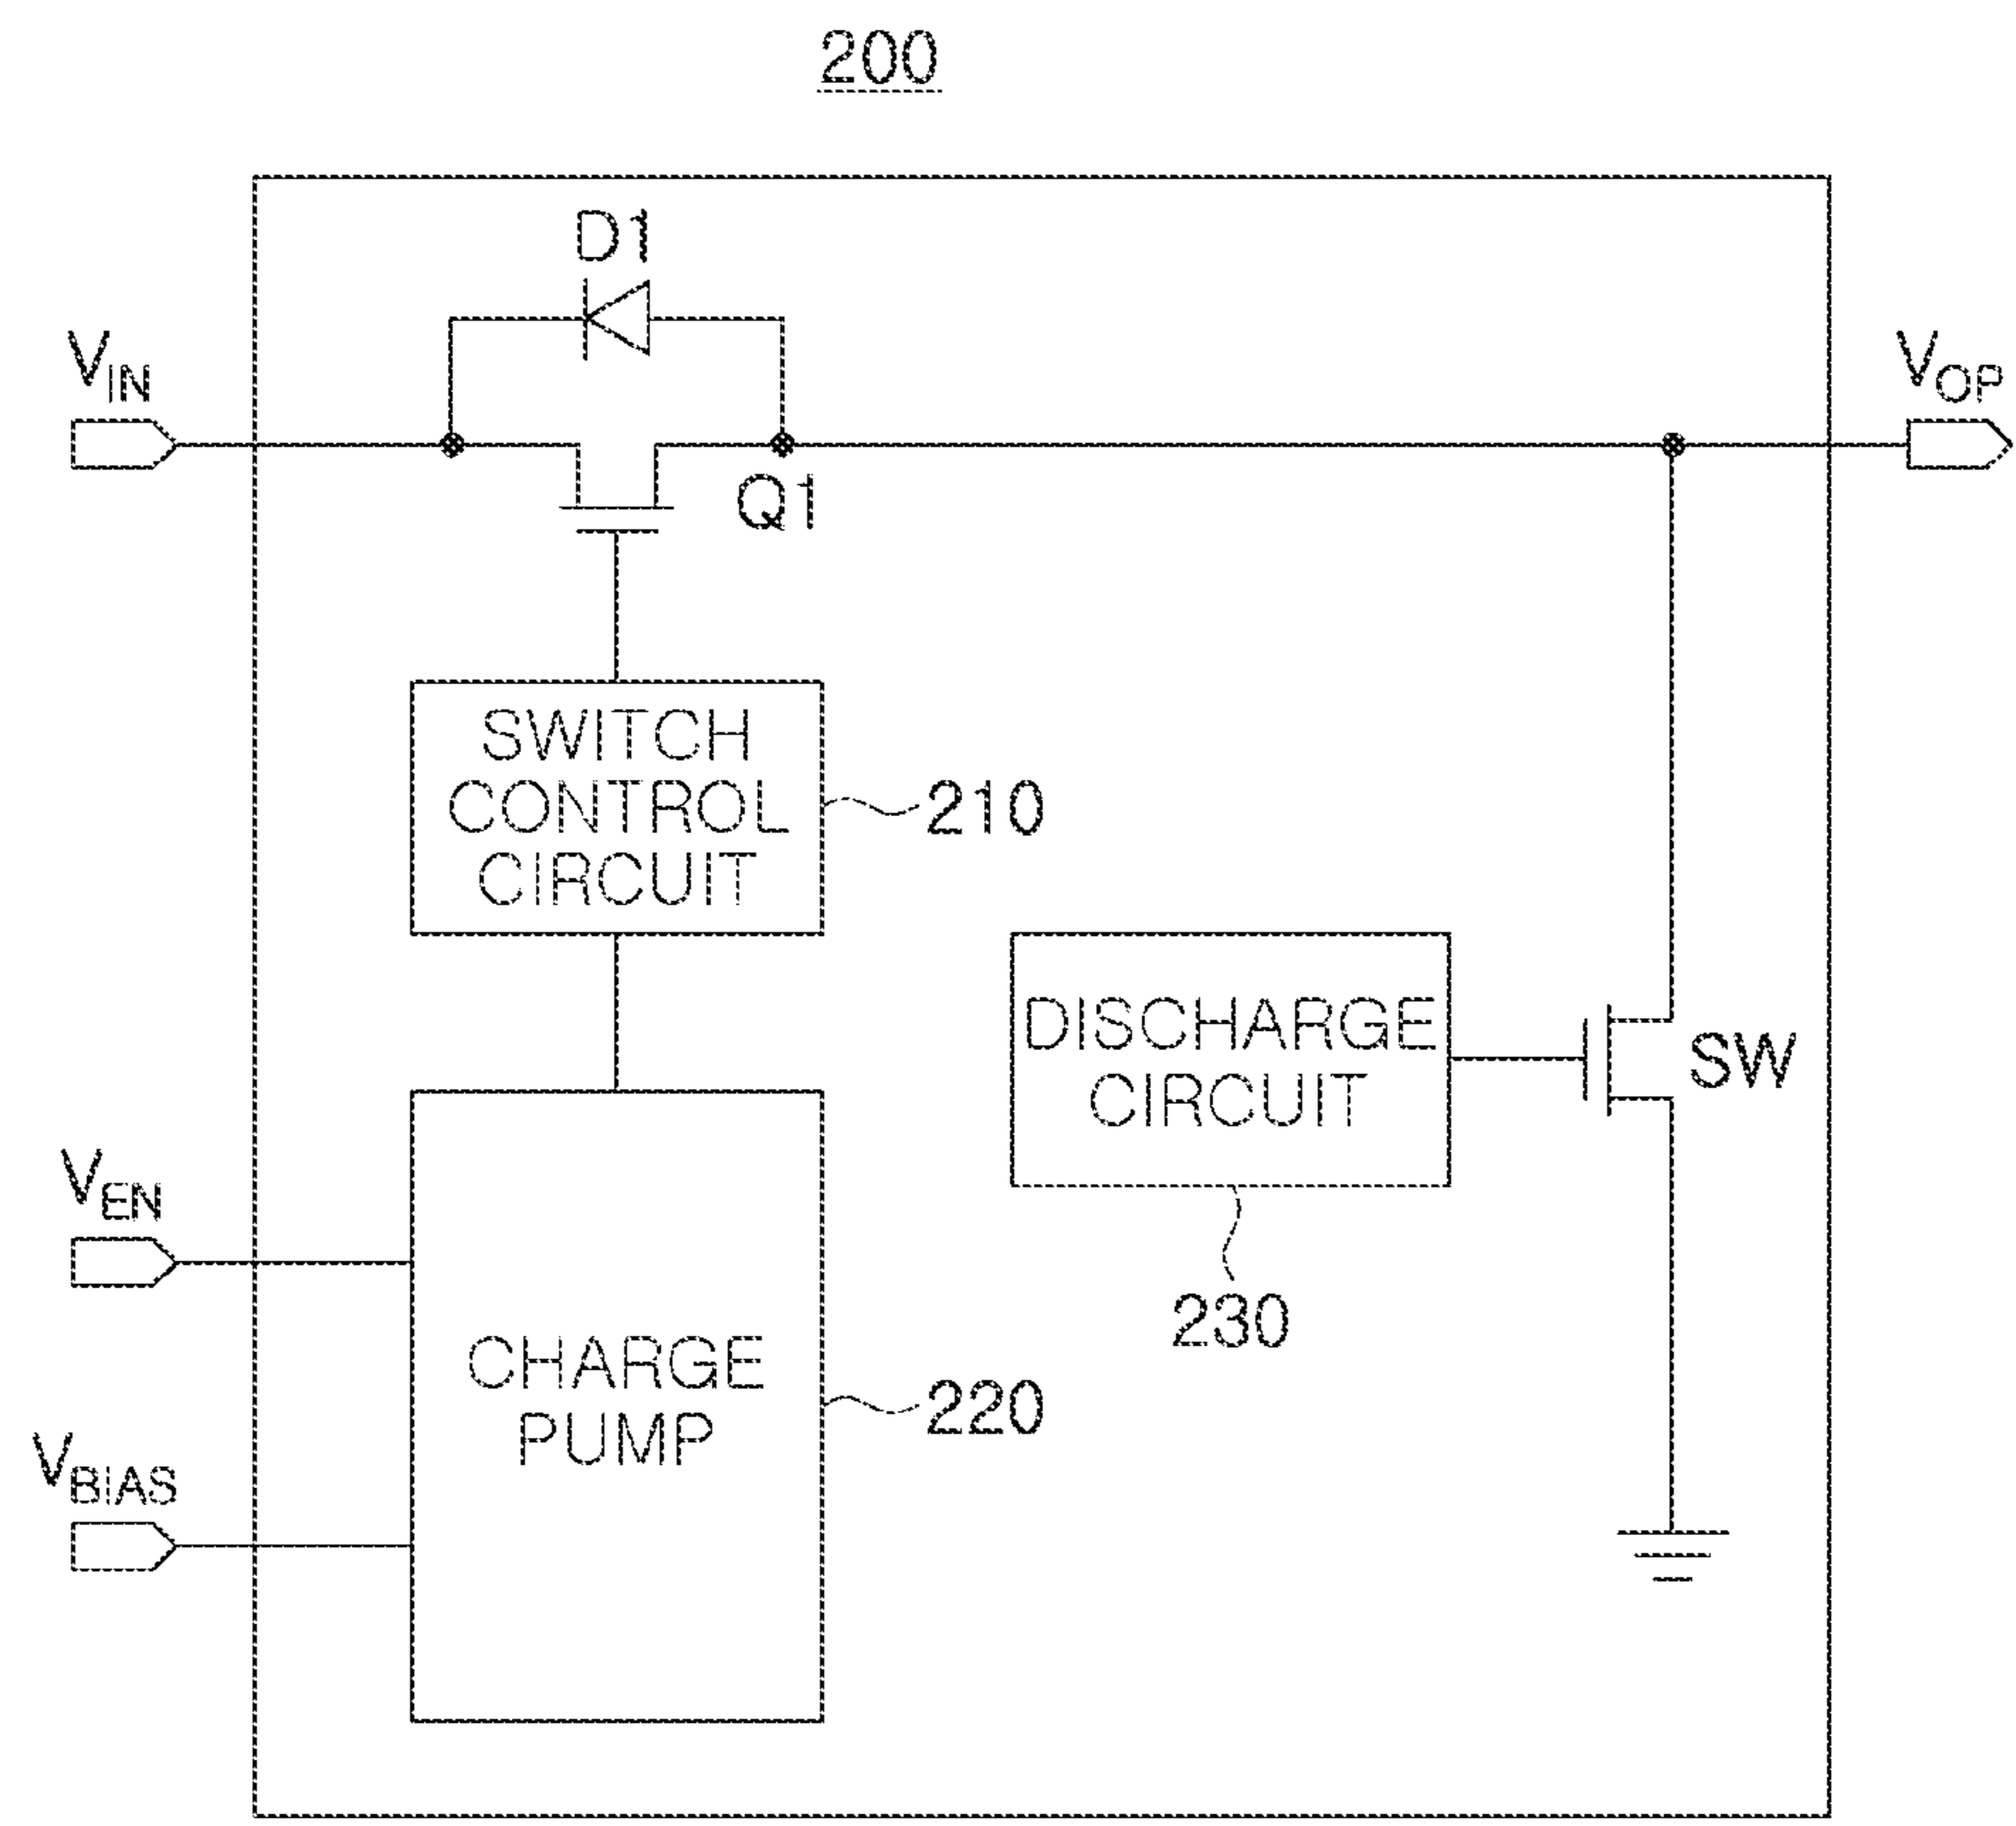 200
D1
VIN
VOP
Q1
SWITCH
CONTROL
CIRCUIT
210
DISCHARGE
CIRCUIT
SW
VEN
230
CHARGE
PUMP
220
VBIAS